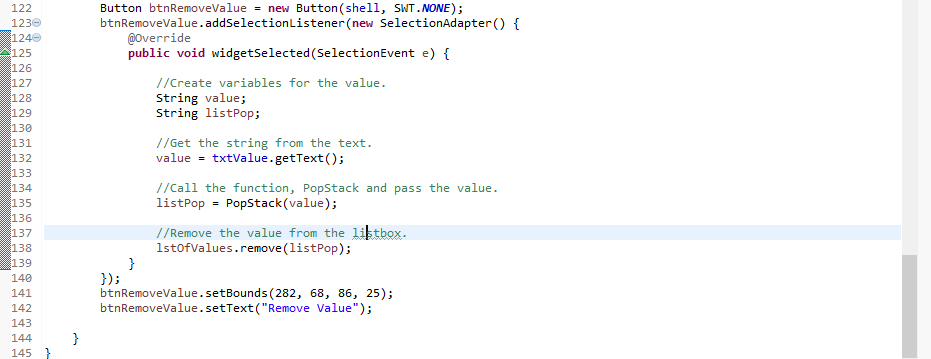 122 Button btnRemoveValue = new Button(shell, SWT.NONE);
123 btnRemoveValue.addSelectionListener(new SelectionAdapter() {
124 @Override
125 public void widgetSelected(SelectionEvent e) {
126
127 //Create variables for the value.
128 String value;
129 String listPop;
130
131 //Get the string from the text.
132 value = txtValue.getText();
133
134 //Call the function, PopStack and pass the value.
135 listPop = PopStack(value);
136
137 //Remove the value from the listbox.
138 lstOfValues.remove(listPop);
139 }
140 });
141 btnRemoveValue.setBounds(282, 68, 86, 25);
142 btnRemoveValue.setText("Remove Value");
143
144 }
145 }